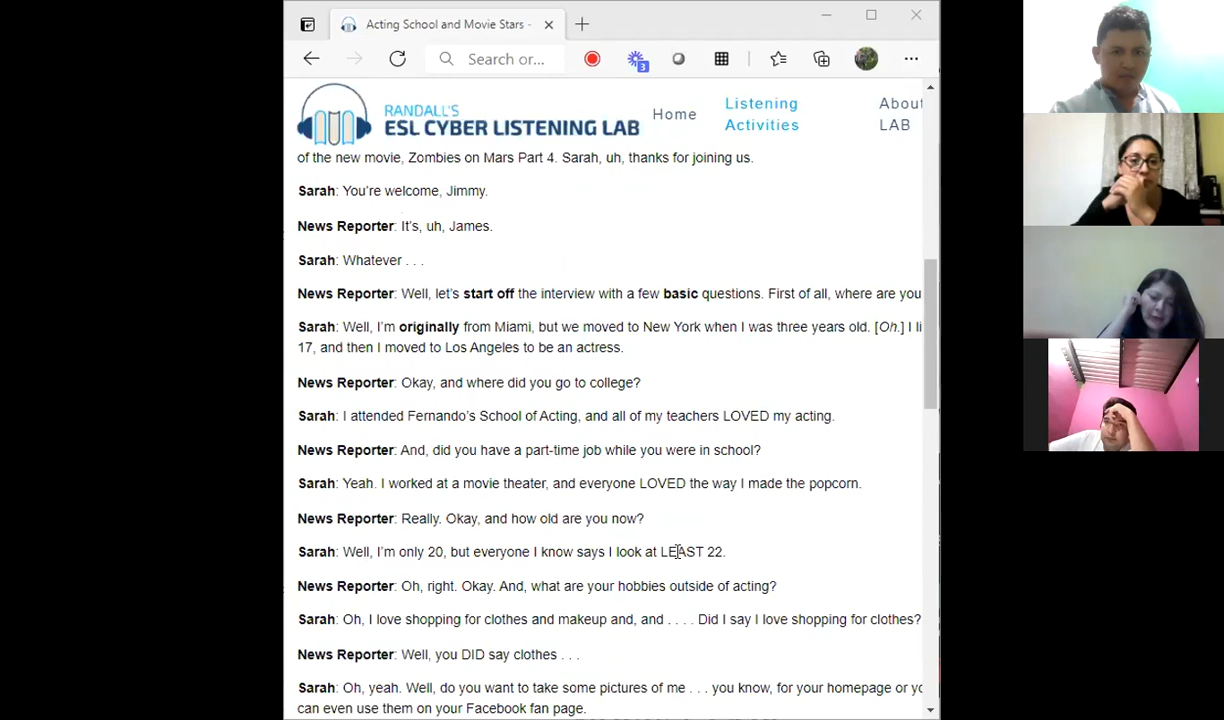 Acting School and Movie Stars -
Search or...
3
RANDALL'S
ESL CYBER LISTENING LAB
Home
Listening
Activities
About
LAB
of the new movie, Zombies on Mars Part 4. Sarah, uh, thanks for joining us.
Sarah: You're welcome, Jimmy.
News Reporter: It's, uh, James.
Sarah: Whatever . . .
News Reporter: Well, let's start off the interview with a few basic questions. First of all, where are you
Sarah: Well, I'm originally from Miami, but we moved to New York when I was three years old. [Oh.] I li
17, and then I moved to Los Angeles to be an actress.
News Reporter: Okay, and where did you go to college?
Sarah: I attended Fernando's School of Acting, and all of my teachers LOVED my acting.
News Reporter: And, did you have a part-time job while you were in school?
Sarah: Yeah. I worked at a movie theater, and everyone LOVED the way I made the popcorn.
News Reporter: Really. Okay, and how old are you now?
Sarah: Well, I'm only 20, but everyone I know says I look at LEAST 22.
News Reporter: Oh, right. Okay. And, what are your hobbies outside of acting?
Sarah: Oh, I love shopping for clothes and makeup and, and . . . . Did I say I love shopping for clothes?
News Reporter: Well, you DID say clothes . . .
Sarah: Oh, yeah. Well, do you want to take some pictures of me . . . you know, for your homepage or yo
can even use them on your Facebook fan page.